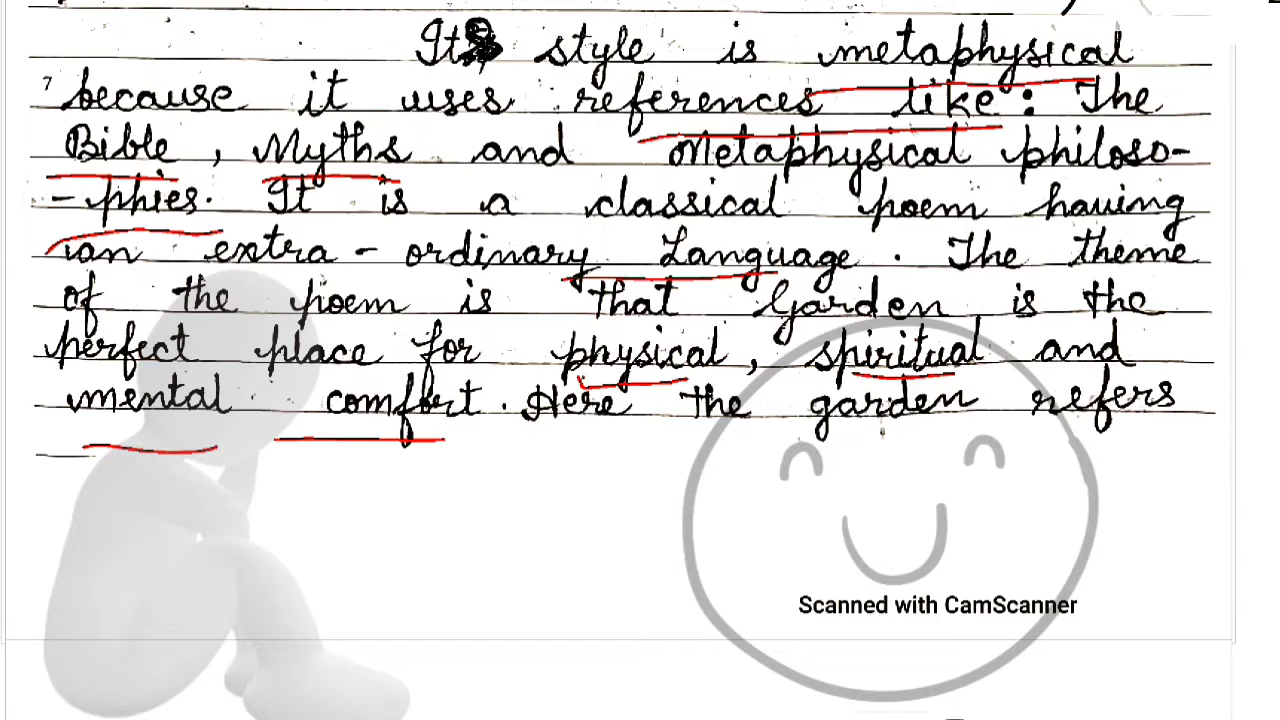 Its style is metaphysical
because it uses references like: The
Bible, Myths and Metaphysical philoso-
-phies. It is a classical poem having
an extra-ordinary Language. The theme
of the poem is that Garden is the
perfect place for physical, spiritual and
mental comfort. Here the garden refers
Scanned with CamScanner